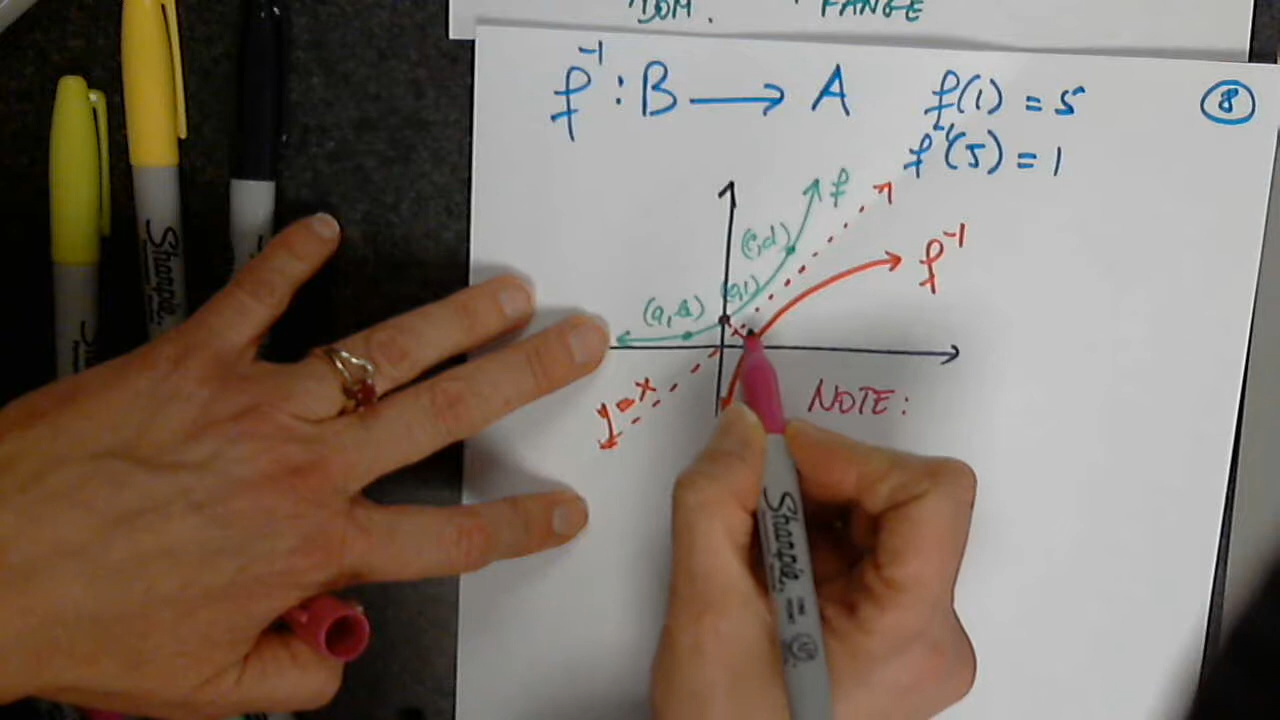 DOM. RANGE
f⁻¹ : B → A
f(1) = 5
f⁻¹(5) = 1
8
f
(c,d)
f⁻¹
(0,1)
(a,b)
y=x
NOTE:
Sharpie.
Sharpie
Sharpie.